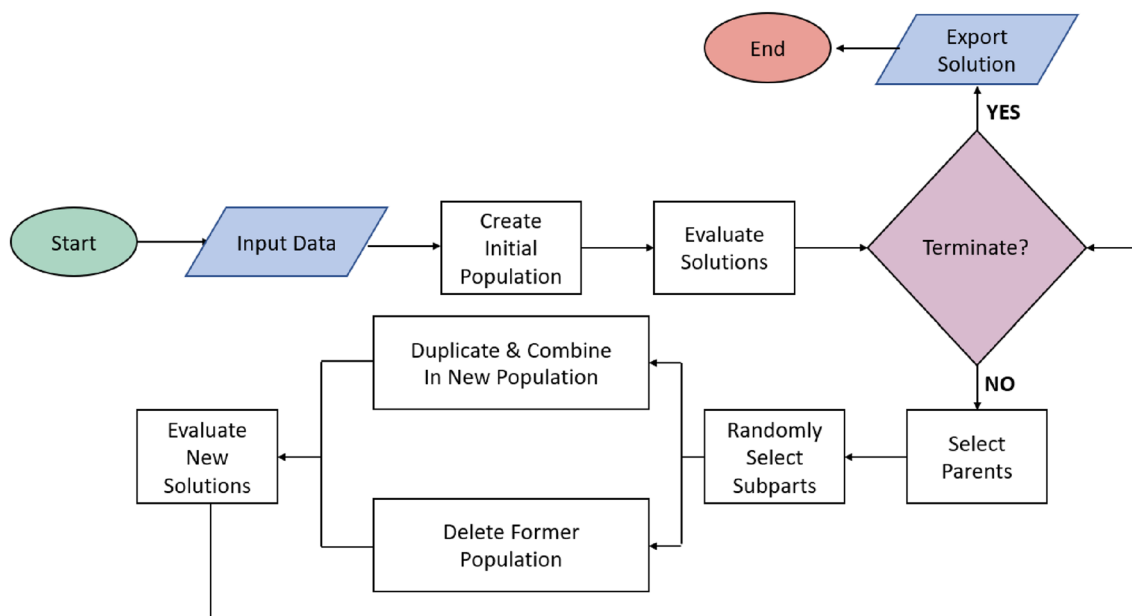 End
Export
Solution
YES
Start
Input Data
Create
Initial
Population
Evaluate
Solutions
Terminate?
NO
Duplicate & Combine
In New Population
Evaluate
New
Solutions
Randomly
Select
Subparts
Select
Parents
Delete Former
Population